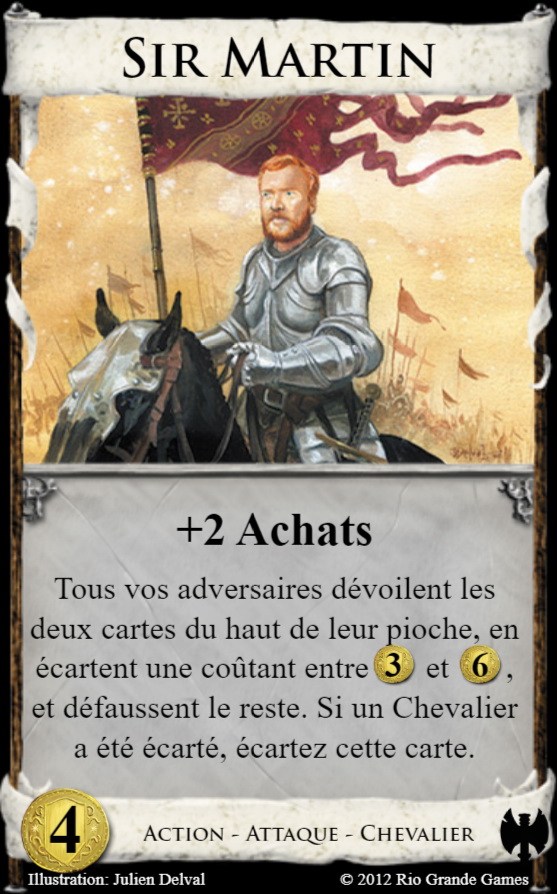 Sir Martin
+2 Achats
Tous vos adversaires dévoilent les
deux cartes du haut de leur pioche, en
écartent une coûtant entre 3 et 6,
et défaussent le reste. Si un Chevalier
a été écarté, écartez cette carte.
4
Action - Attaque - Chevalier
Illustration: Julien Delval
© 2012 Rio Grande Games